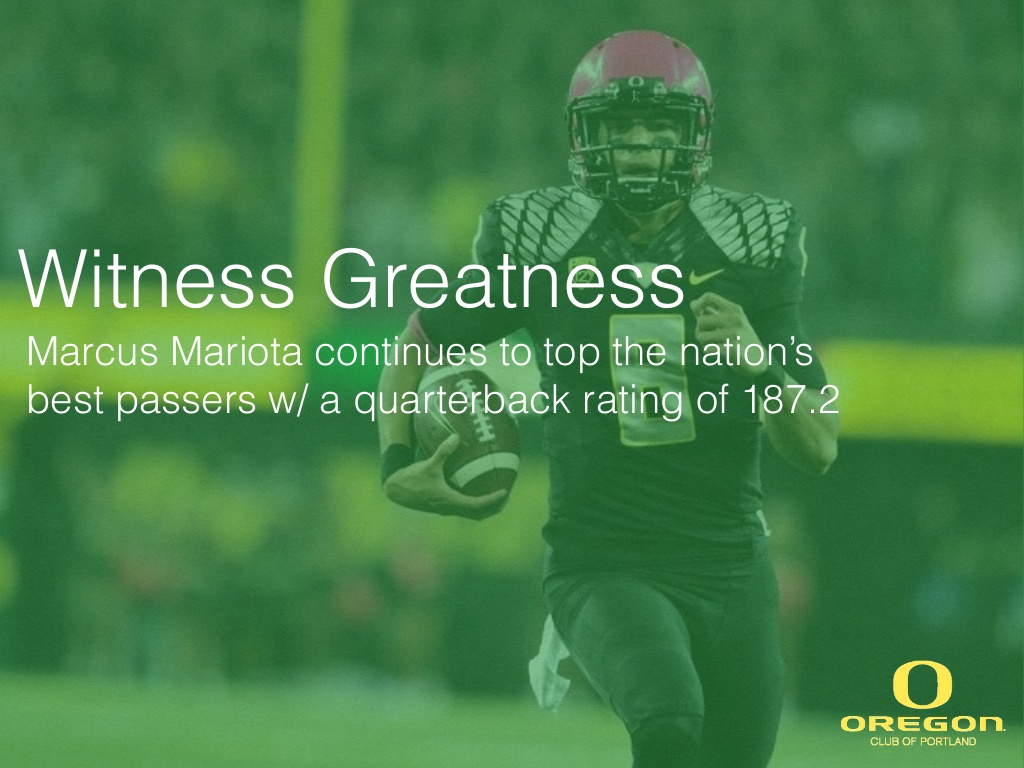 Witness Greatness
Marcus Mariota continues to top the nation’s
best passers w/ a quarterback rating of 187.2
8
O
OREGON
CLUB OF PORTLAND